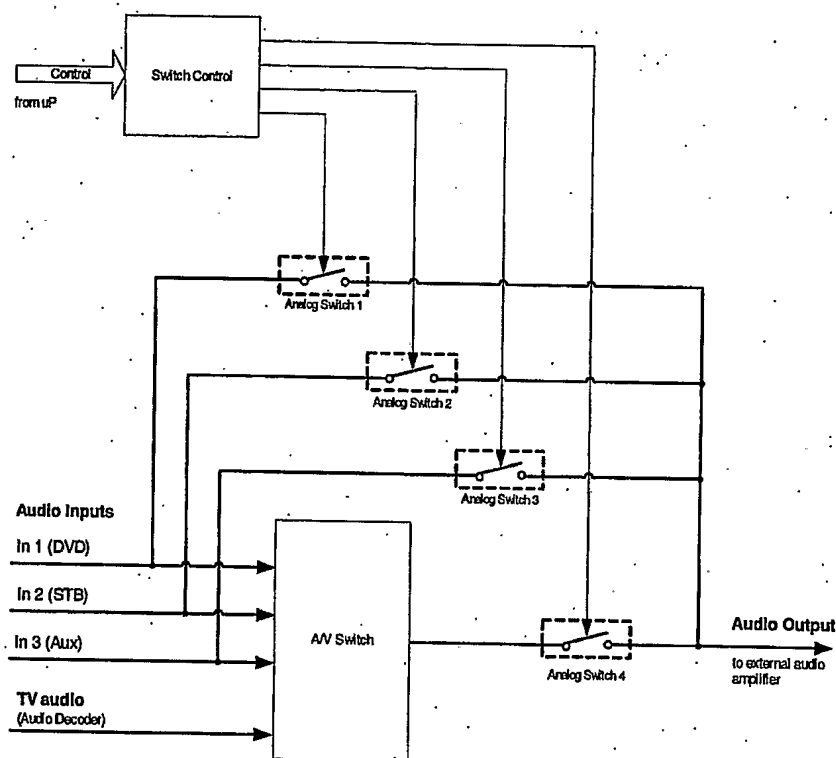 Control
Switch Control
from uP
Analog Switch 1
Analog Switch 2
Analog Switch 3
Audio Inputs
In 1 (DVD)
In 2 (STB)
In 3 (Aux)
A/V Switch
TV audio
(Audio Decoder)
Analog Switch 4
Audio Output
to external audio
amplifier